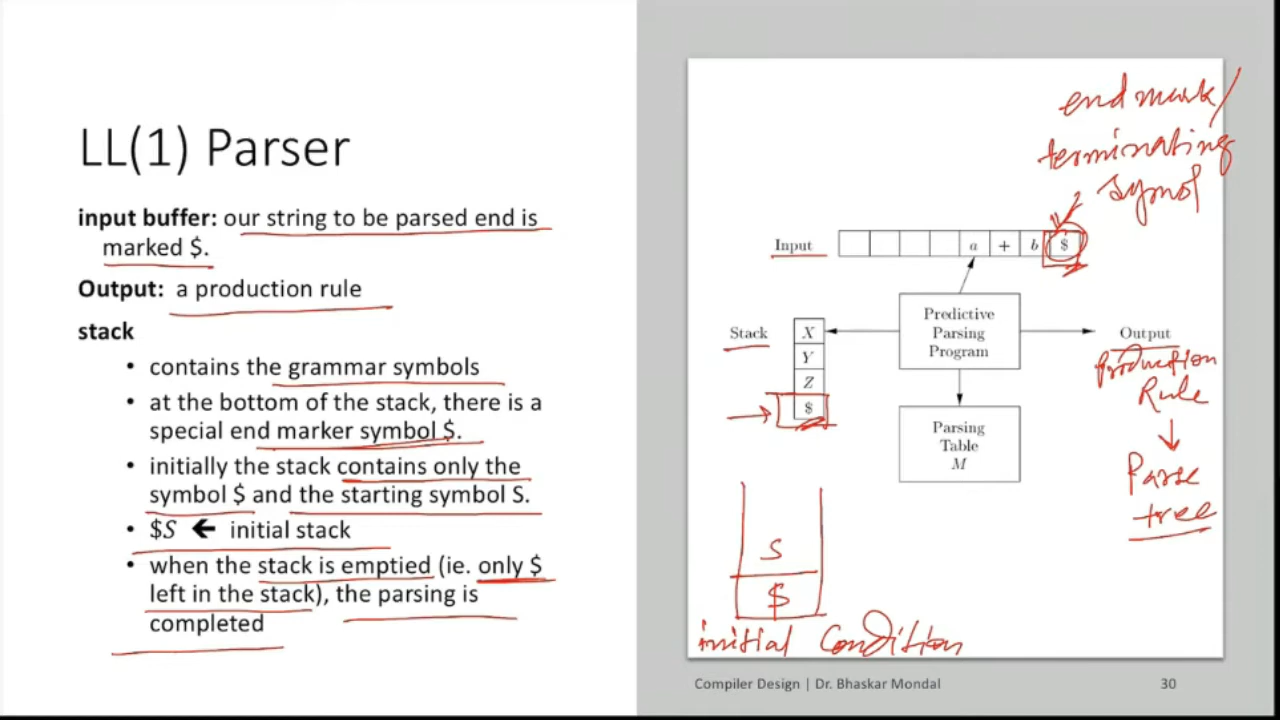 LL(1) Parser
input buffer: our string to be parsed end is
marked $.
Output: a production rule
stack
• contains the grammar symbols
• at the bottom of the stack, there is a
special end marker symbol $.
• initially the stack contains only the
symbol $ and the starting symbol S.
• $S ← initial stack
• when the stack is emptied (ie. only $
left in the stack), the parsing is
completed
end mark/
terminating
symol
Input a + b $
Predictive
Parsing
Program
Stack
X
Y
Z
$
Output
Production
Rule
↓
Parse
tree
Parsing
Table
M
S
$
initial Condition
Compiler Design | Dr. Bhaskar Mondal
30